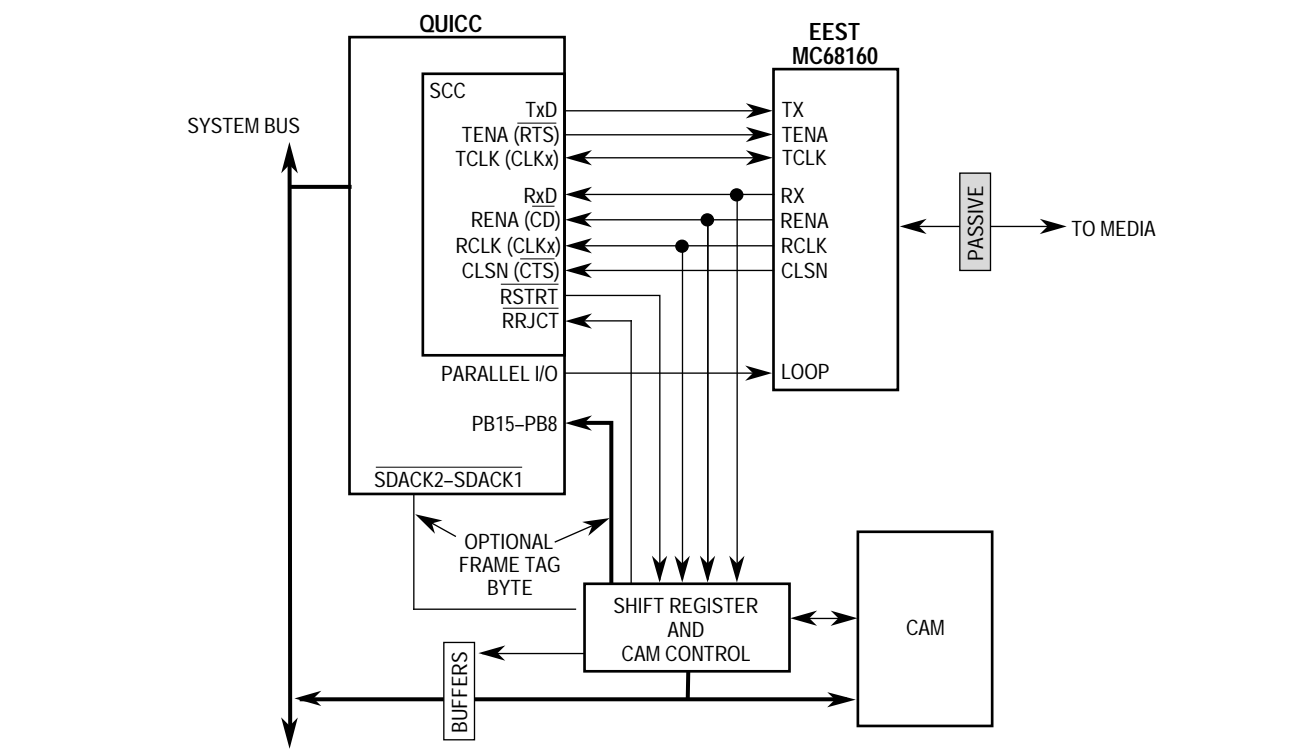 QUICC
EEST
MC68160
SYSTEM BUS
SCC
TxD
TENA (RTS)
TCLK (CLKx)
RxD
RENA (CD)
RCLK (CLKx)
CLSN (CTS)
RSTRT
RRJCT
PARALLEL I/O
PB15–PB8
SDACK2–SDACK1
TX
TENA
TCLK
RX
RENA
RCLK
CLSN
LOOP
PASSIVE
TO MEDIA
OPTIONAL
FRAME TAG
BYTE
SHIFT REGISTER
AND
CAM CONTROL
CAM
BUFFERS